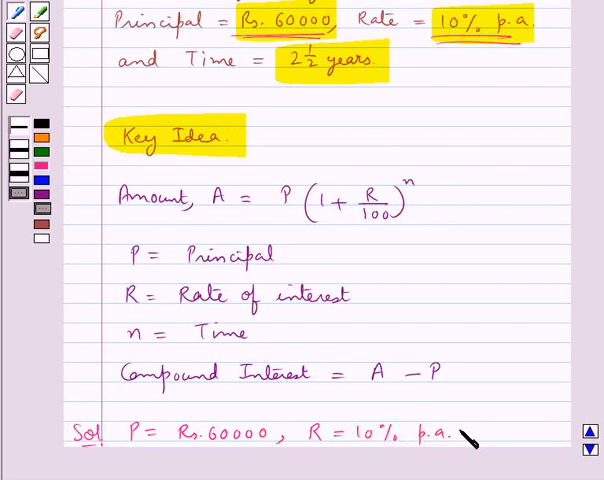 Principal = Rs. 60000, Rate = 10% p.a.
and Time = 2 1/2 years.
Key Idea.
Amount, A = P (1 + R/100)^n
P = Principal
R = Rate of interest
n = Time
Compound Interest = A - P
Sol P = Rs. 60000, R = 10% p.a.